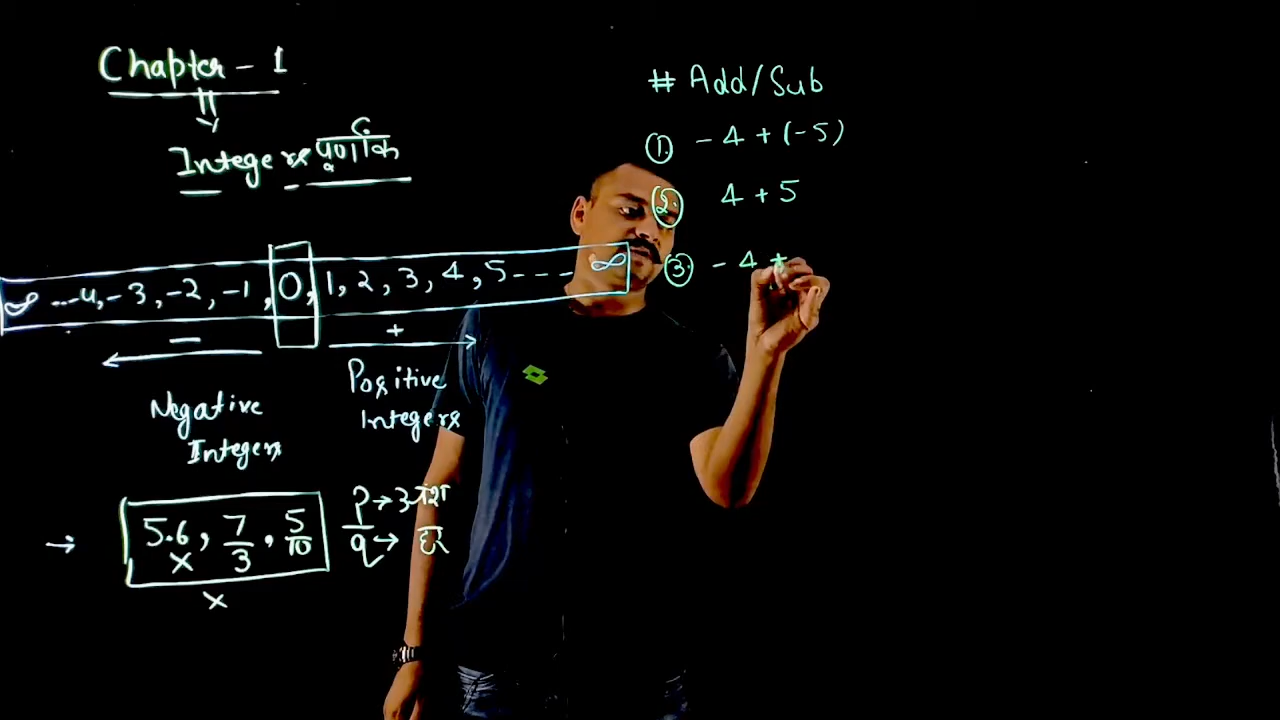 Chapter - 1
Integers पूर्णांक
∞ ... 4, -3, -2, -1, 0, 1, 2, 3, 4, 5 - - - ∞
- +
Negative
Integers
Positive
Integers
→ 5.6, 7/3, 5/10
x
x
p → अंश
q → हर
# Add/Sub
1. -4 + (-5)
2. 4 + 5
3. -4 +